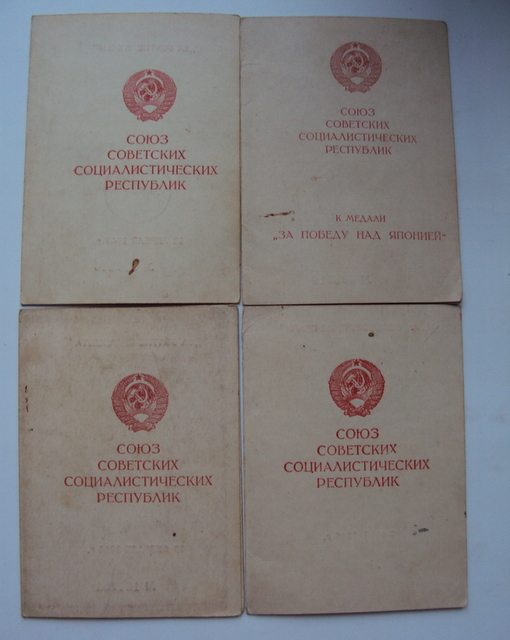 СОЮЗ
СОВЕТСКИХ
СОЦИАЛИСТИЧЕСКИХ
РЕСПУБЛИК
СОЮЗ
СОВЕТСКИХ
СОЦИАЛИСТИЧЕСКИХ
РЕСПУБЛИК
К МЕДАЛИ
„ЗА ПОБЕДУ НАД ЯПОНИЕЙ“
СОЮЗ
СОВЕТСКИХ
СОЦИАЛИСТИЧЕСКИХ
РЕСПУБЛИК
СОЮЗ
СОВЕТСКИХ
СОЦИАЛИСТИЧЕСКИХ
РЕСПУБЛИК